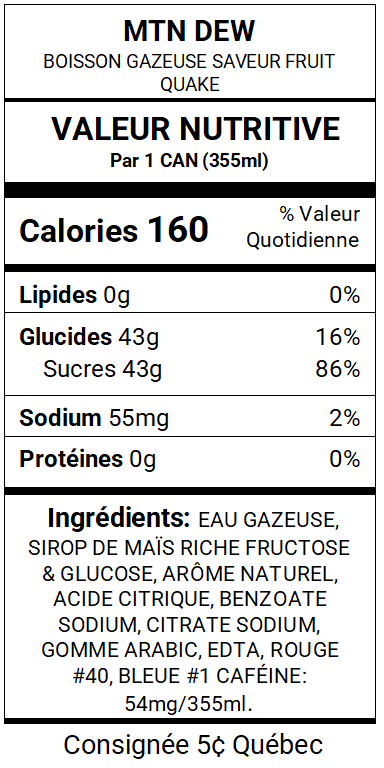 MTN DEW
BOISSON GAZEUSE SAVEUR FRUIT
QUAKE
VALEUR NUTRITIVE
Par 1 CAN (355ml)
Calories 160
% Valeur
Quotidienne
Lipides 0g 0%
Glucides 43g 16%
Sucres 43g 86%
Sodium 55mg 2%
Protéines 0g 0%
Ingrédients: EAU GAZEUSE,
SIROP DE MAÏS RICHE FRUCTOSE
& GLUCOSE, ARÔME NATUREL,
ACIDE CITRIQUE, BENZOATE
SODIUM, CITRATE SODIUM,
GOMME ARABIC, EDTA, ROUGE
#40, BLEUE #1 CAFÉINE:
54mg/355ml.
Consignée 5¢ Québec